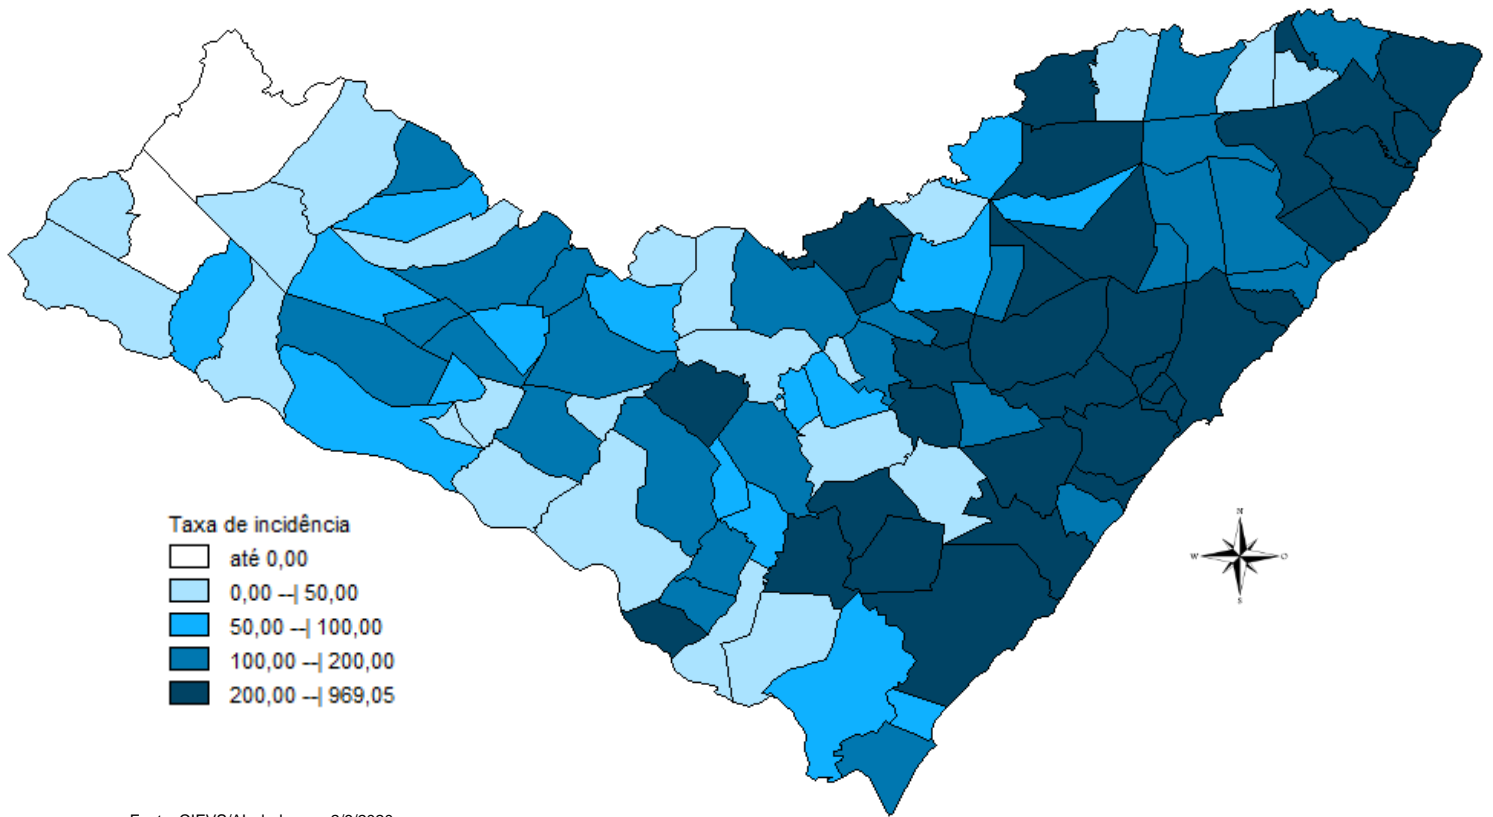 Taxa de incidência
até 0,00
0,00 --| 50,00
50,00 --| 100,00
100,00 --| 200,00
200,00 --| 969,05
N
W O
S